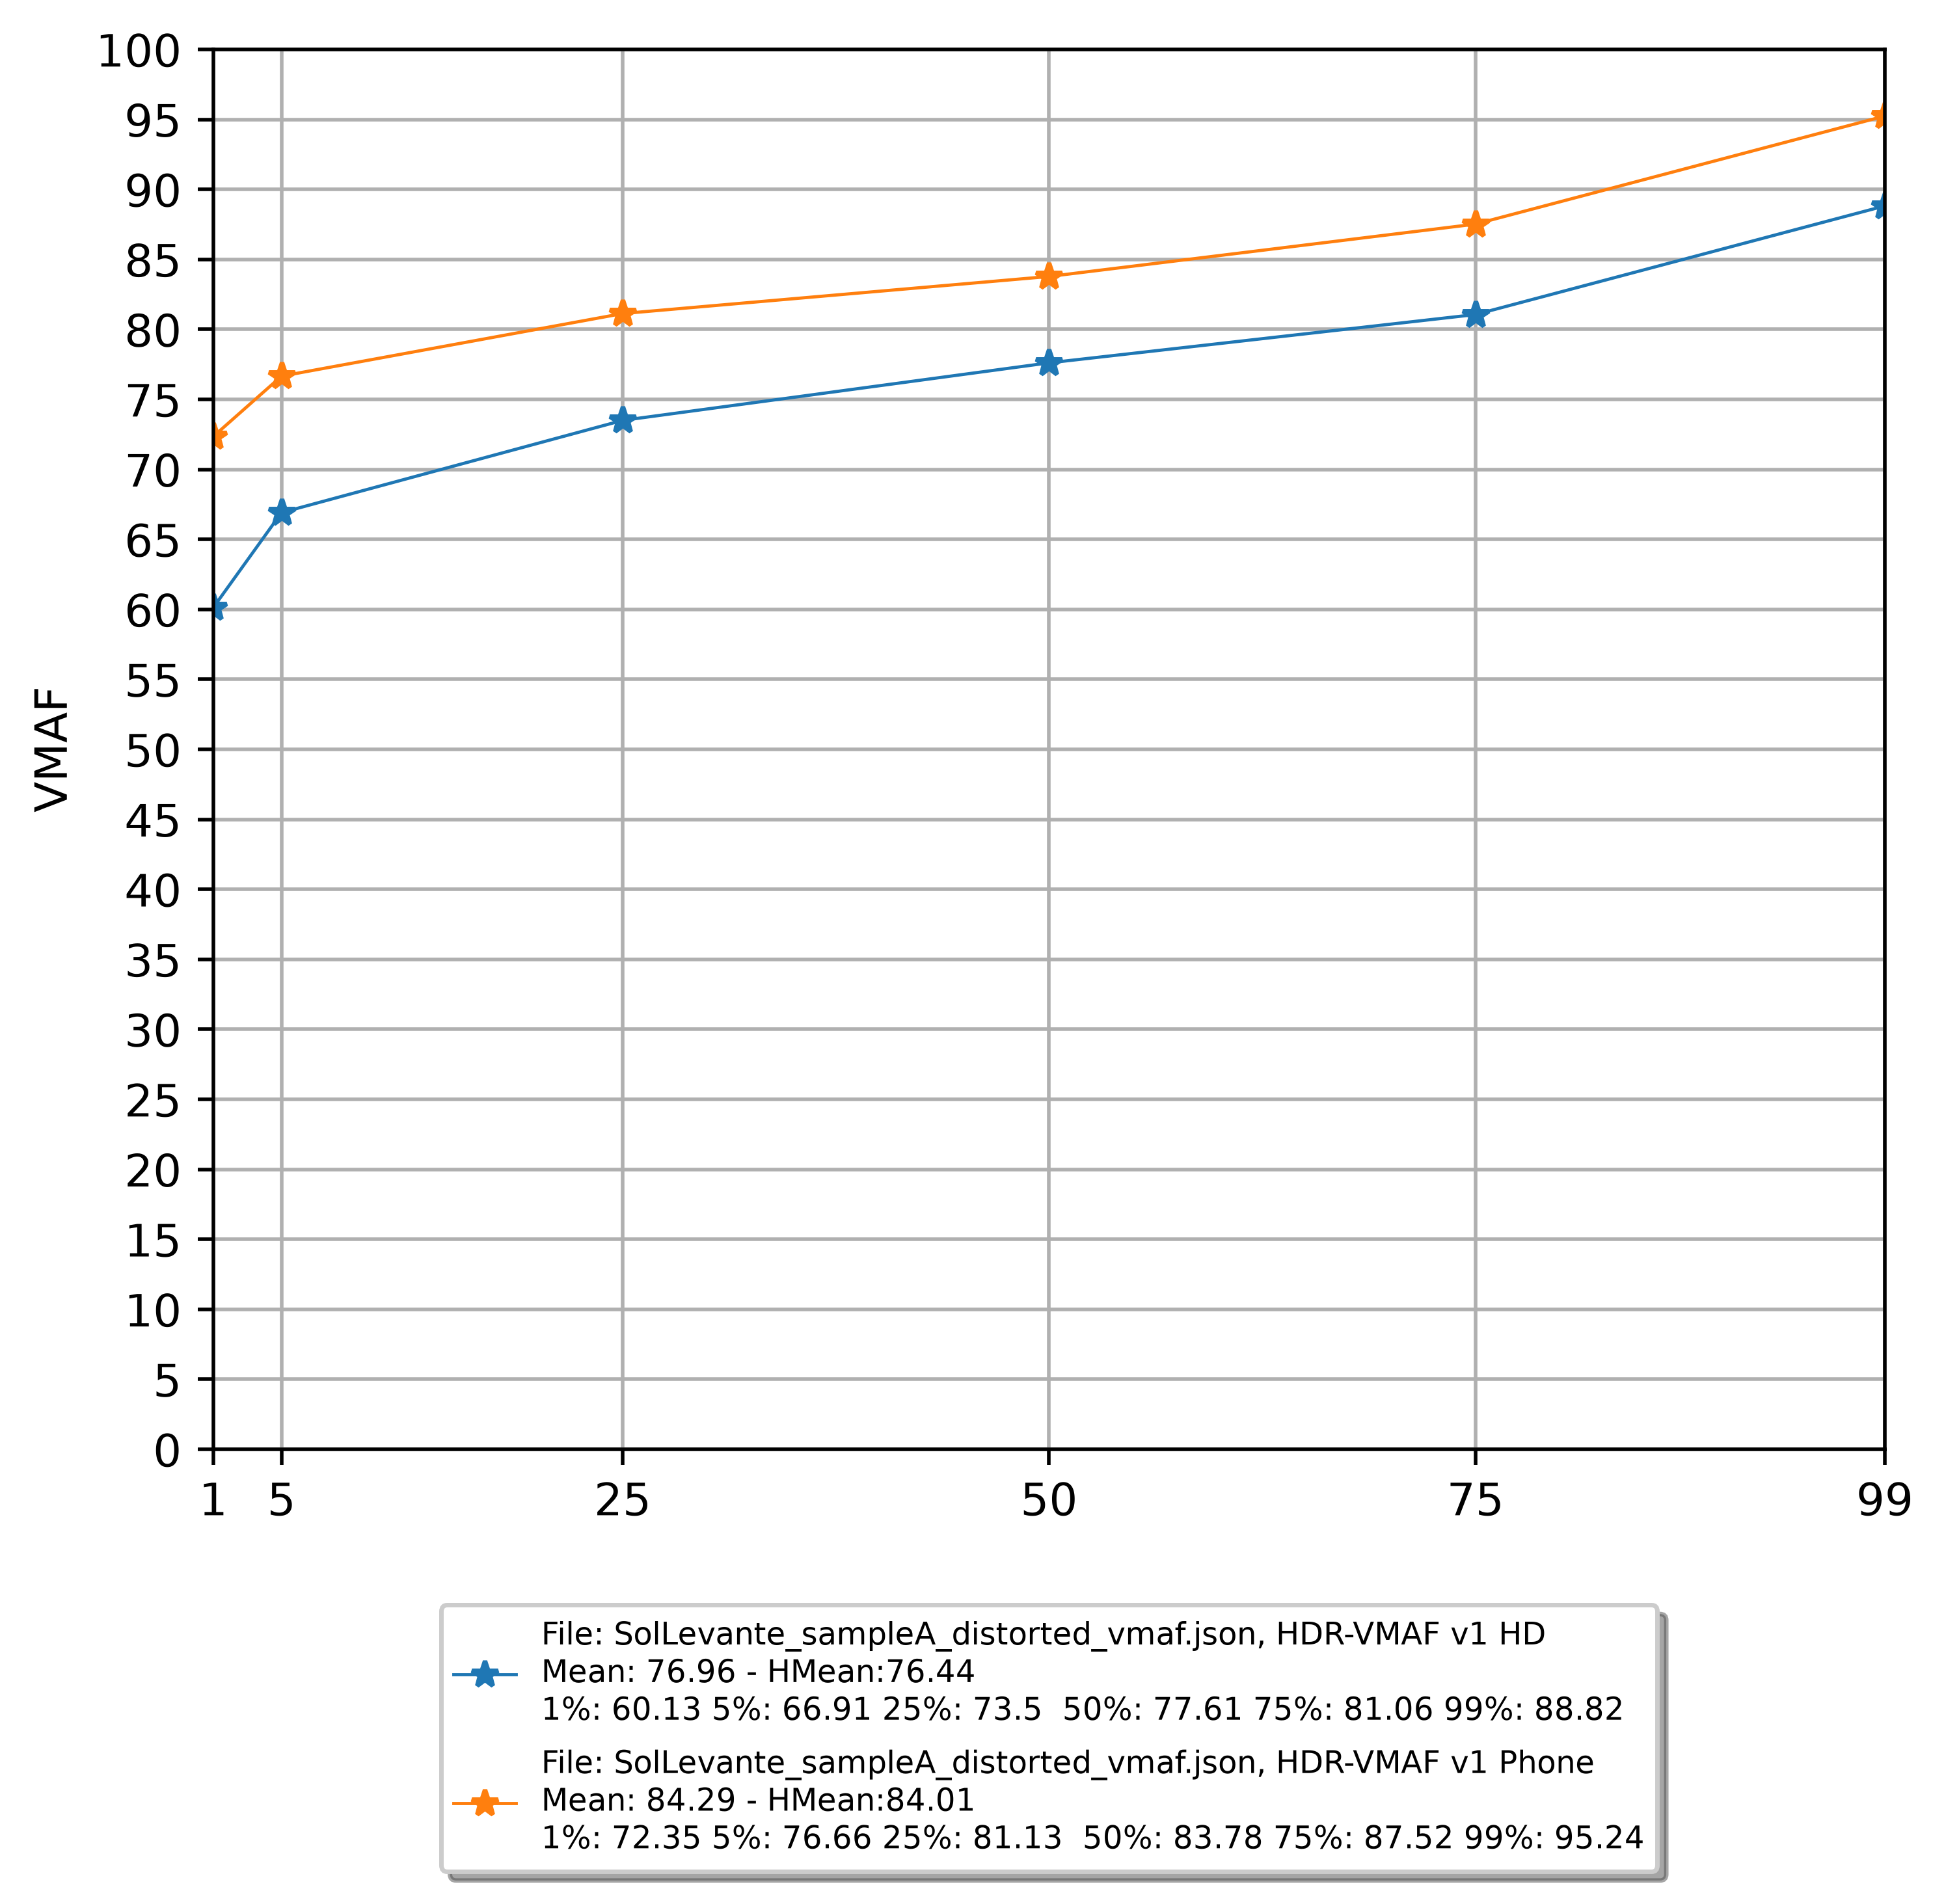 100
95
90
85
80
75
70
65
60
55
50
45
40
35
30
25
20
15
10
5
0
VMAF
1 5 25 50 75 99
File: SolLevante_sampleA_distorted_vmaf.json, HDR-VMAF v1 HD
Mean: 76.96 - HMean:76.44
1%: 60.13 5%: 66.91 25%: 73.5  50%: 77.61 75%: 81.06 99%: 88.82
File: SolLevante_sampleA_distorted_vmaf.json, HDR-VMAF v1 Phone
Mean: 84.29 - HMean:84.01
1%: 72.35 5%: 76.66 25%: 81.13  50%: 83.78 75%: 87.52 99%: 95.24